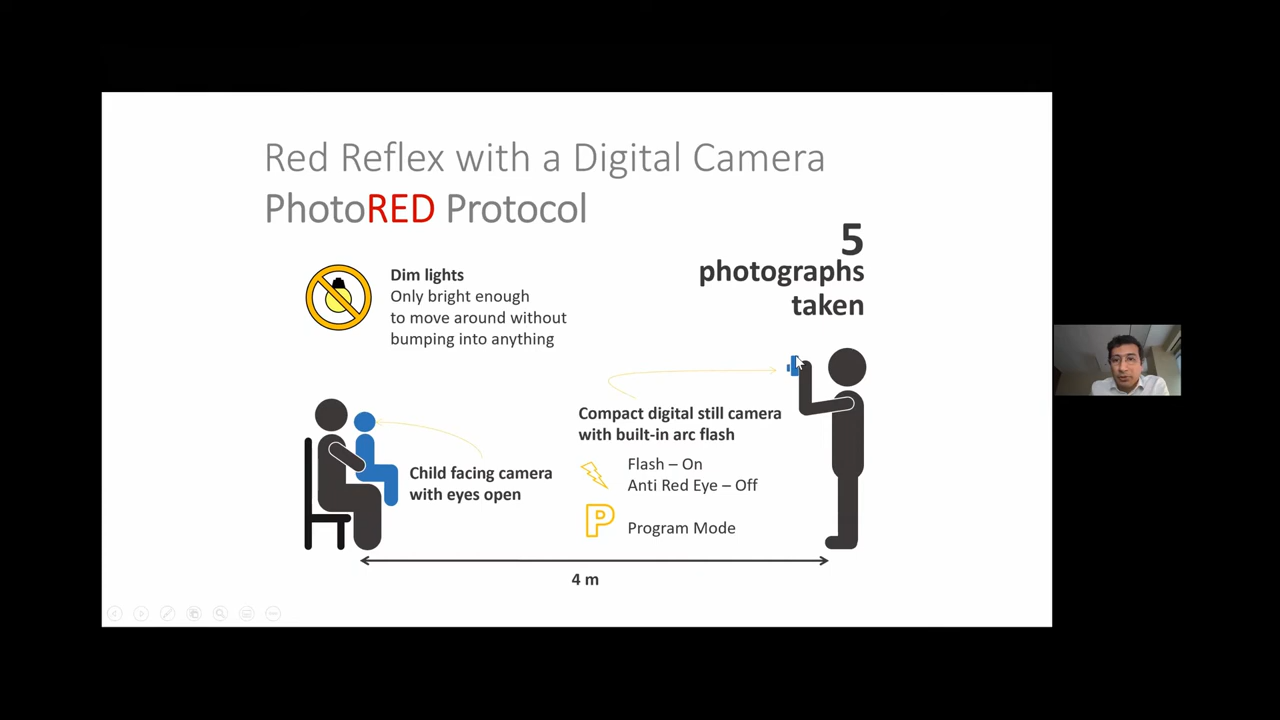 Red Reflex with a Digital Camera
PhotoRED Protocol
5
photographs
taken
Dim lights
Only bright enough
to move around without
bumping into anything
Compact digital still camera
with built-in arc flash
Flash – On
Anti Red Eye – Off
P
Program Mode
Child facing camera
with eyes open
4 m